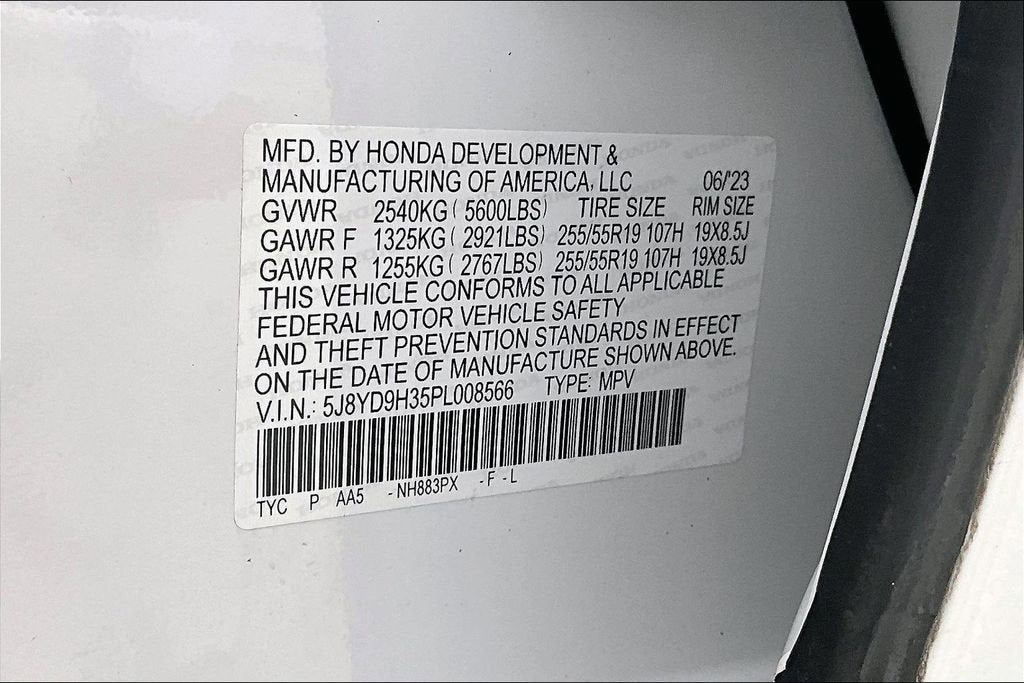 MFD. BY HONDA DEVELOPMENT &
MANUFACTURING OF AMERICA, LLC 06/'23
GVWR 2540KG ( 5600LBS) TIRE SIZE RIM SIZE
GAWR F 1325KG ( 2921LBS) 255/55R19 107H 19X8.5J
GAWR R 1255KG ( 2767LBS) 255/55R19 107H 19X8.5J
THIS VEHICLE CONFORMS TO ALL APPLICABLE
FEDERAL MOTOR VEHICLE SAFETY
AND THEFT PREVENTION STANDARDS IN EFFECT
ON THE DATE OF MANUFACTURE SHOWN ABOVE.
V.I.N.: 5J8YD9H35PL008566 TYPE: MPV
TYC P AA5 -NH883PX -F -L